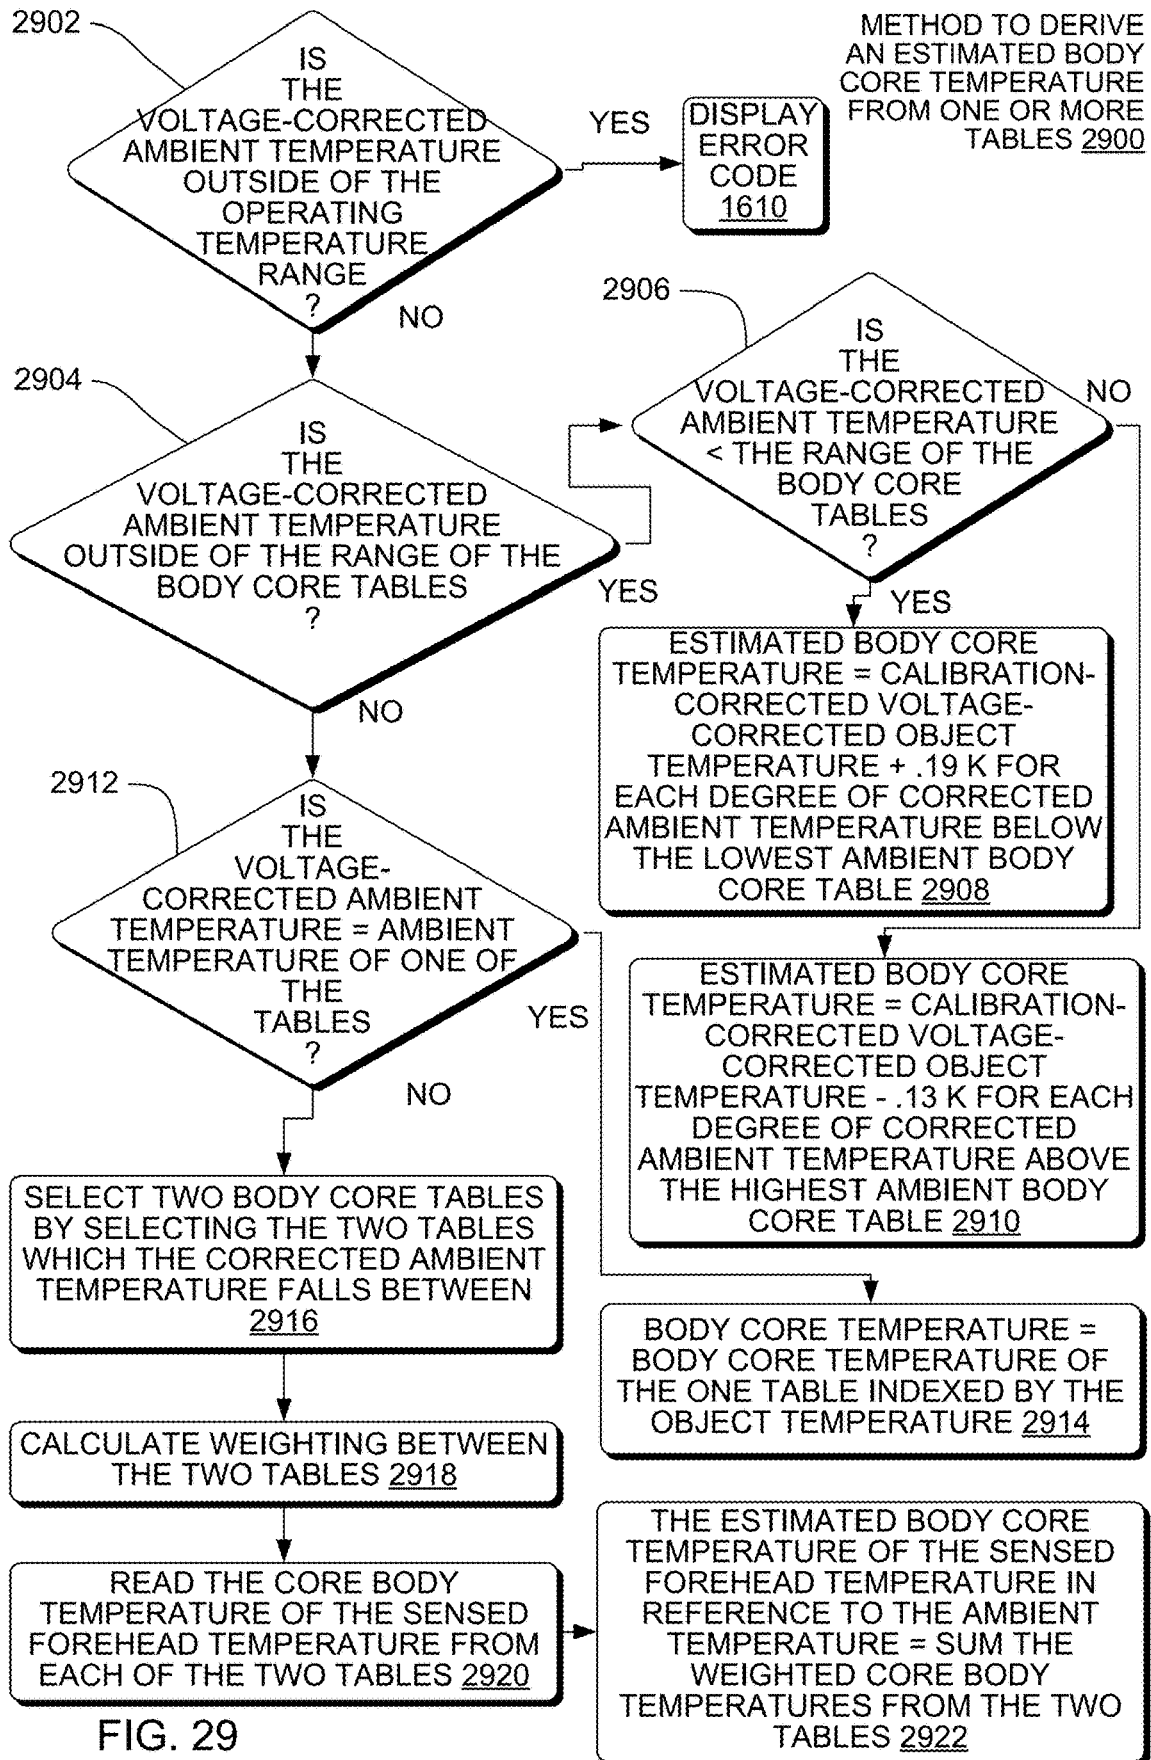 METHOD TO DERIVE
AN ESTIMATED BODY
CORE TEMPERATURE
FROM ONE OR MORE
TABLES 2900
2902
IS
THE
VOLTAGE-CORRECTED
AMBIENT TEMPERATURE
OUTSIDE OF THE
OPERATING
TEMPERATURE
RANGE
?
YES
DISPLAY
ERROR
CODE
1610
NO
2904
IS
THE
VOLTAGE-CORRECTED
AMBIENT TEMPERATURE
OUTSIDE OF THE RANGE OF THE
BODY CORE TABLES
?
YES
NO
2906
IS
THE
VOLTAGE-CORRECTED
AMBIENT TEMPERATURE
< THE RANGE OF THE
BODY CORE
TABLES
?
NO
YES
ESTIMATED BODY CORE
TEMPERATURE = CALIBRATION-
CORRECTED VOLTAGE-
CORRECTED OBJECT
TEMPERATURE + .19 K FOR
EACH DEGREE OF CORRECTED
AMBIENT TEMPERATURE BELOW
THE LOWEST AMBIENT BODY
CORE TABLE 2908
ESTIMATED BODY CORE
TEMPERATURE = CALIBRATION-
CORRECTED VOLTAGE-
CORRECTED OBJECT
TEMPERATURE - .13 K FOR EACH
DEGREE OF CORRECTED
AMBIENT TEMPERATURE ABOVE
THE HIGHEST AMBIENT BODY
CORE TABLE 2910
2912
IS
THE
VOLTAGE-
CORRECTED AMBIENT
TEMPERATURE = AMBIENT
TEMPERATURE OF ONE OF
THE
TABLES
?
YES
NO
BODY CORE TEMPERATURE =
BODY CORE TEMPERATURE OF
THE ONE TABLE INDEXED BY THE
OBJECT TEMPERATURE 2914
SELECT TWO BODY CORE TABLES
BY SELECTING THE TWO TABLES
WHICH THE CORRECTED AMBIENT
TEMPERATURE FALLS BETWEEN
2916
CALCULATE WEIGHTING BETWEEN
THE TWO TABLES 2918
READ THE CORE BODY
TEMPERATURE OF THE SENSED
FOREHEAD TEMPERATURE FROM
EACH OF THE TWO TABLES 2920
THE ESTIMATED BODY CORE
TEMPERATURE OF THE SENSED
FOREHEAD TEMPERATURE IN
REFERENCE TO THE AMBIENT
TEMPERATURE = SUM THE
WEIGHTED CORE BODY
TEMPERATURES FROM THE TWO
TABLES 2922
FIG. 29